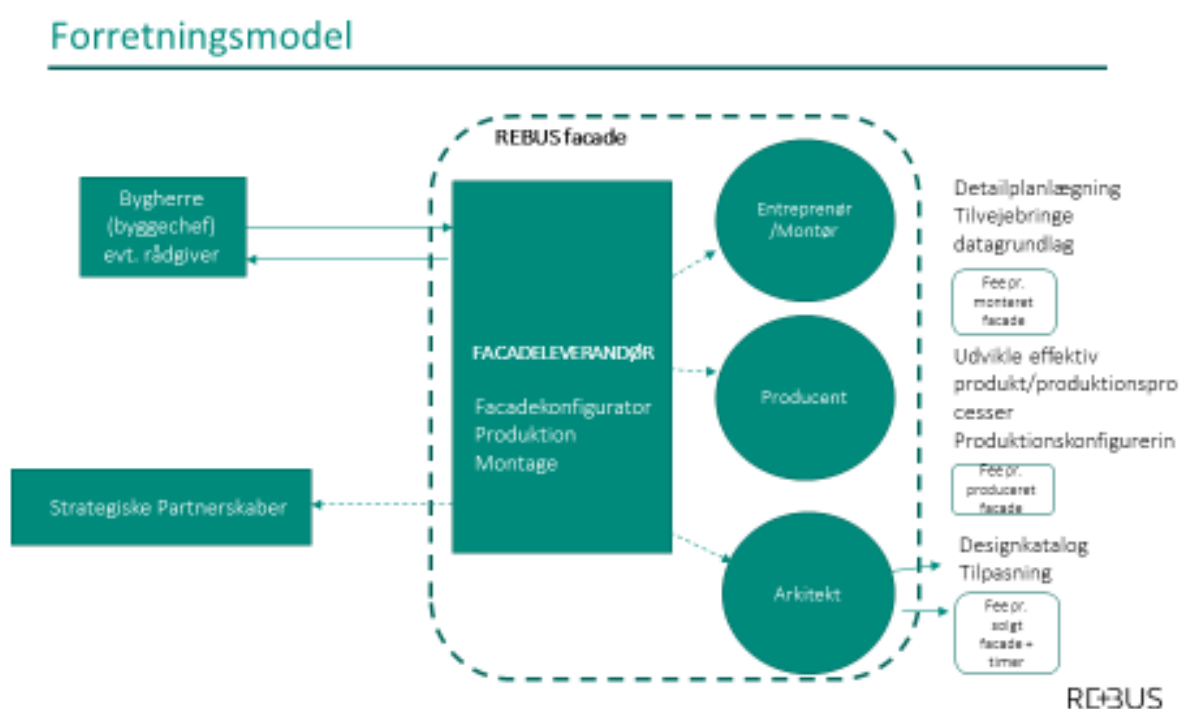 Forretningsmodel
REBUS facade
Bygherre
(byggechef)
evt. rådgiver
FACADELEVERANDØR
Facadekonfigurator
Produktion
Montage
Strategiske Partnerskaber
Entreprenør
/Montør
Producent
Arkitekt
Detailplanlægning
Tilvejebringe
datagrundlag
Fee pr.
monteret
facade
Udvikle effektiv
produkt/produktionspro
cesser
Produktionskonfigurerin
Fee pr.
produceret
facade
Designkatalog
Tilpasning
Fee pr.
solgt
facade +
timer
REBUS